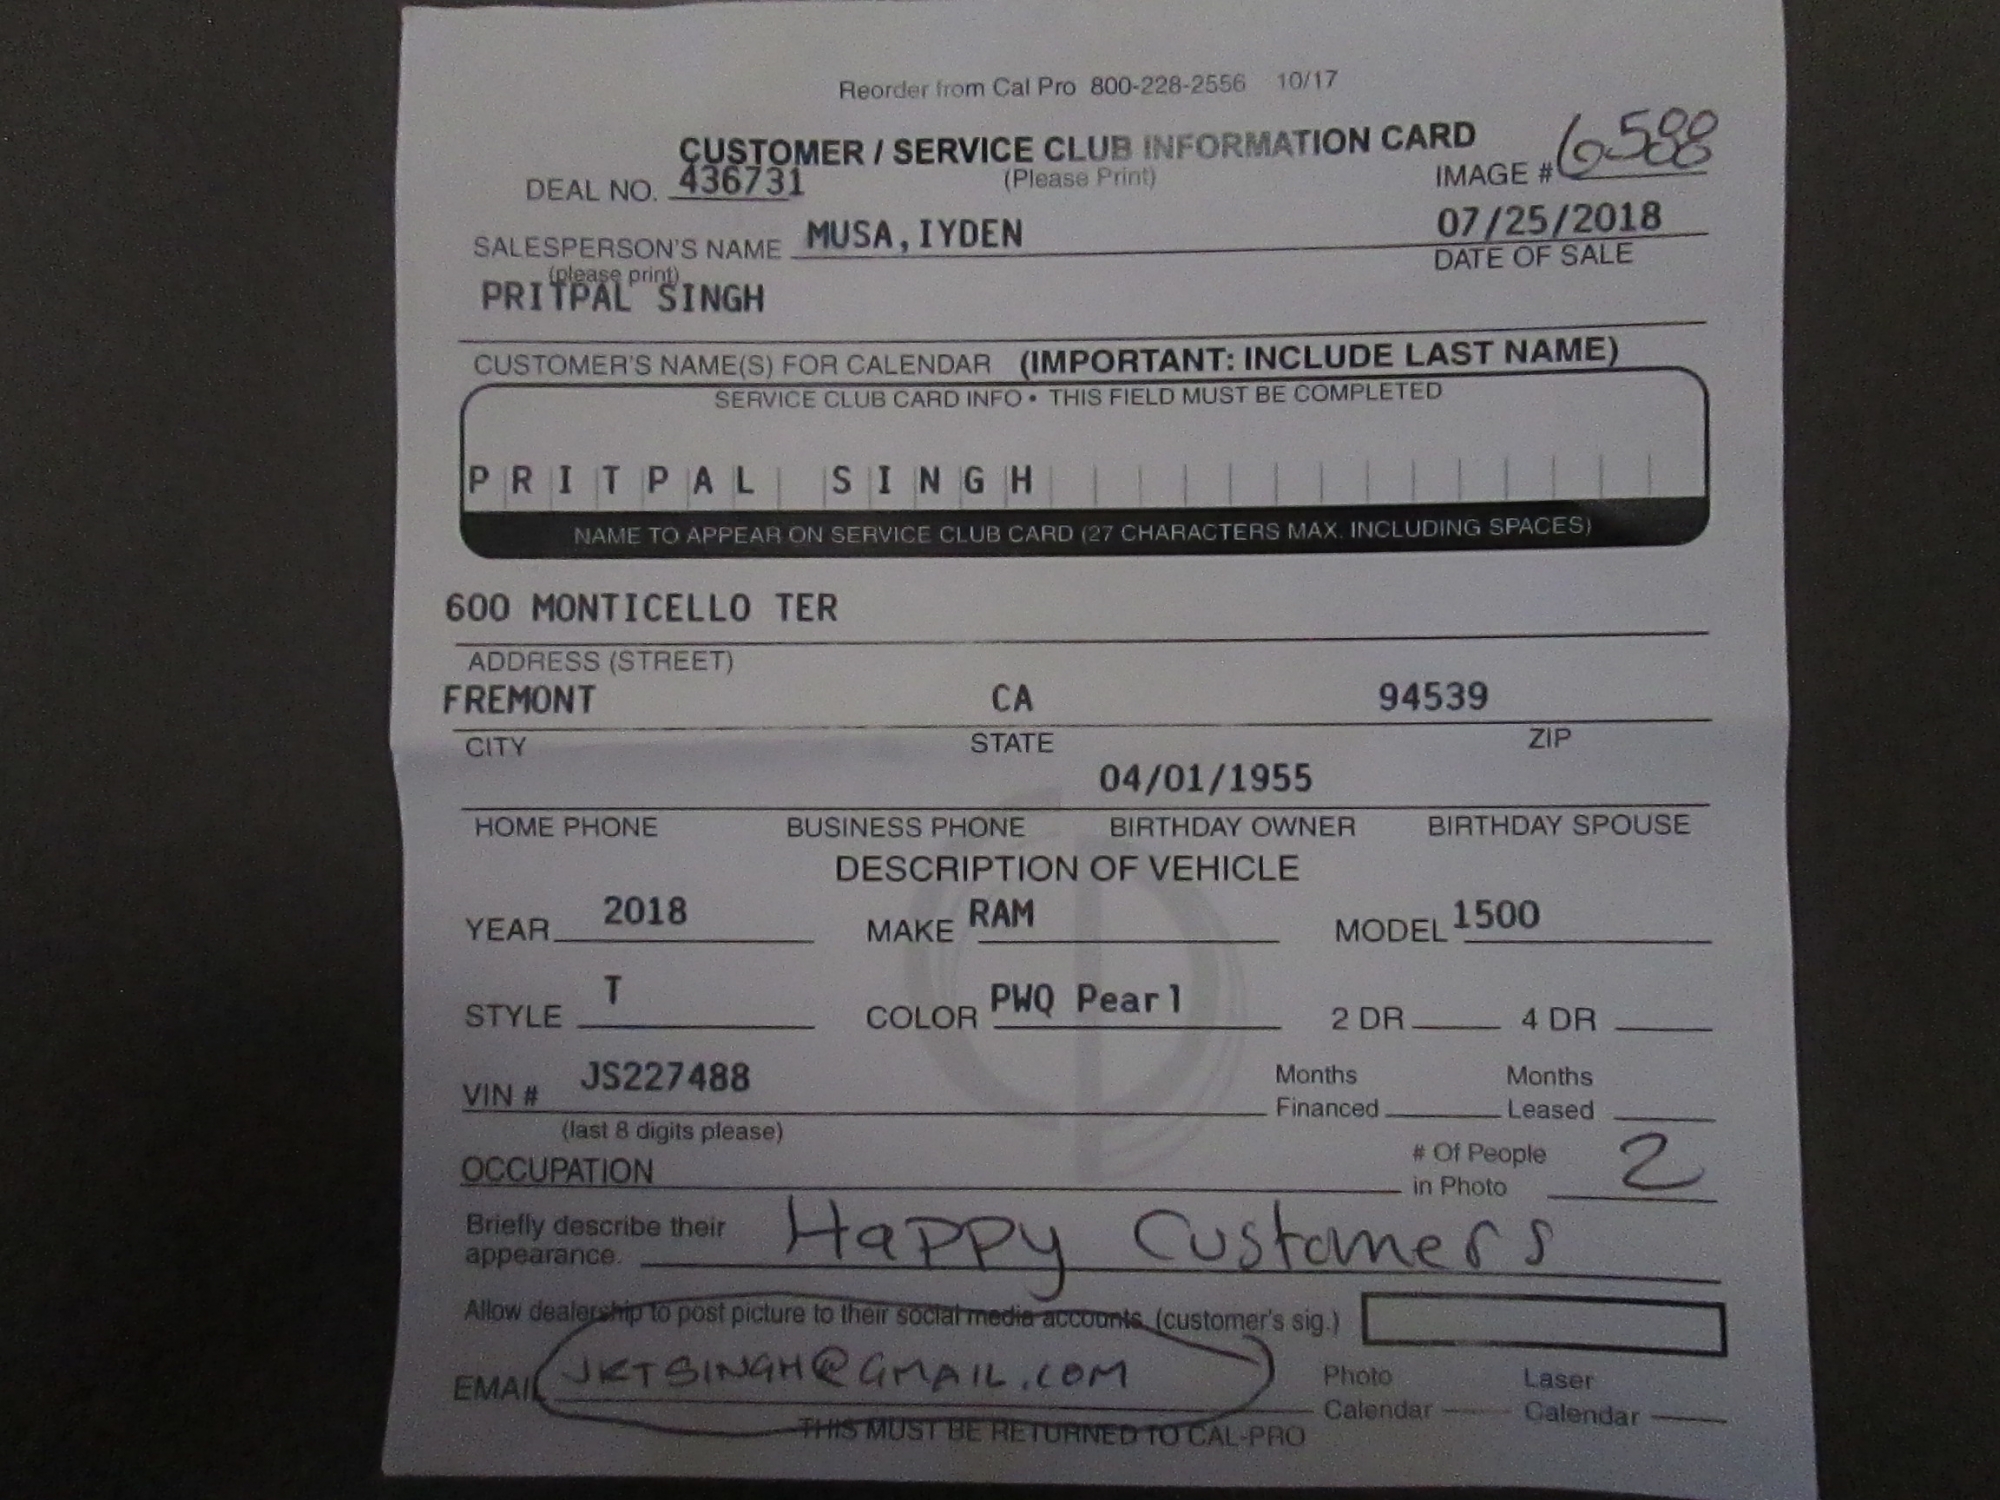 Reorder from Cal Pro 800-228-2556 10/17
CUSTOMER / SERVICE CLUB INFORMATION CARD
DEAL NO. 436731 (Please Print) IMAGE # 6588
SALESPERSON'S NAME MUSA,IYDEN 07/25/2018
(please print) DATE OF SALE
PRITPAL SINGH
CUSTOMER'S NAME(S) FOR CALENDAR (IMPORTANT: INCLUDE LAST NAME)
SERVICE CLUB CARD INFO • THIS FIELD MUST BE COMPLETED
PRITPAL SINGH
NAME TO APPEAR ON SERVICE CLUB CARD (27 CHARACTERS MAX. INCLUDING SPACES)
600 MONTICELLO TER
ADDRESS (STREET)
FREMONT CA 94539
CITY STATE ZIP
04/01/1955
HOME PHONE BUSINESS PHONE BIRTHDAY OWNER BIRTHDAY SPOUSE
DESCRIPTION OF VEHICLE
YEAR 2018 MAKE RAM MODEL 1500
STYLE T COLOR PWQ Pearl 2 DR 4 DR
VIN # JS227488 Months Financed Months Leased
(last 8 digits please)
OCCUPATION # Of People in Photo 2
Briefly describe their appearance. Happy Customers
Allow dealership to post picture to their social media accounts. (customer's sig.)
EMAIL JKTSINGH@GMAIL.COM Photo Calendar Laser Calendar
THIS MUST BE RETURNED TO CAL-PRO